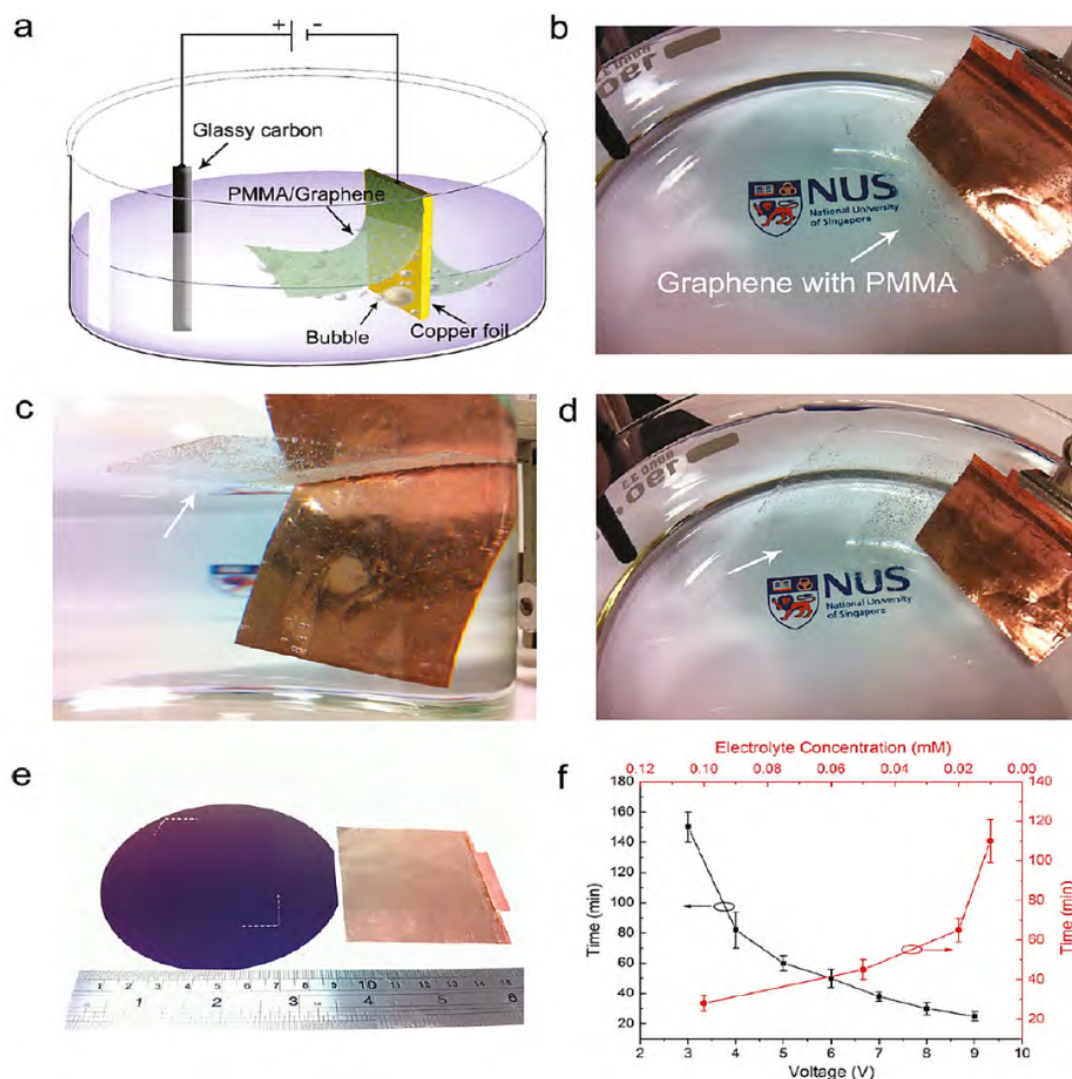 a
+ -
Glassy carbon
PMMA/Graphene
Bubble
Copper foil
b
NUS
National University
of Singapore
Graphene with PMMA
c
d
NUS
National University
of Singapore
e
1 2 3 4 5 6
10
f
Electrolyte Concentration (mM)
0.12 0.10 0.08 0.06 0.04 0.02 0.00
180
160
140
120
100
80
60
40
20
Time (min)
140
120
100
80
60
40
20
Time (min)
2 3 4 5 6 7 8 9 10
Voltage (V)